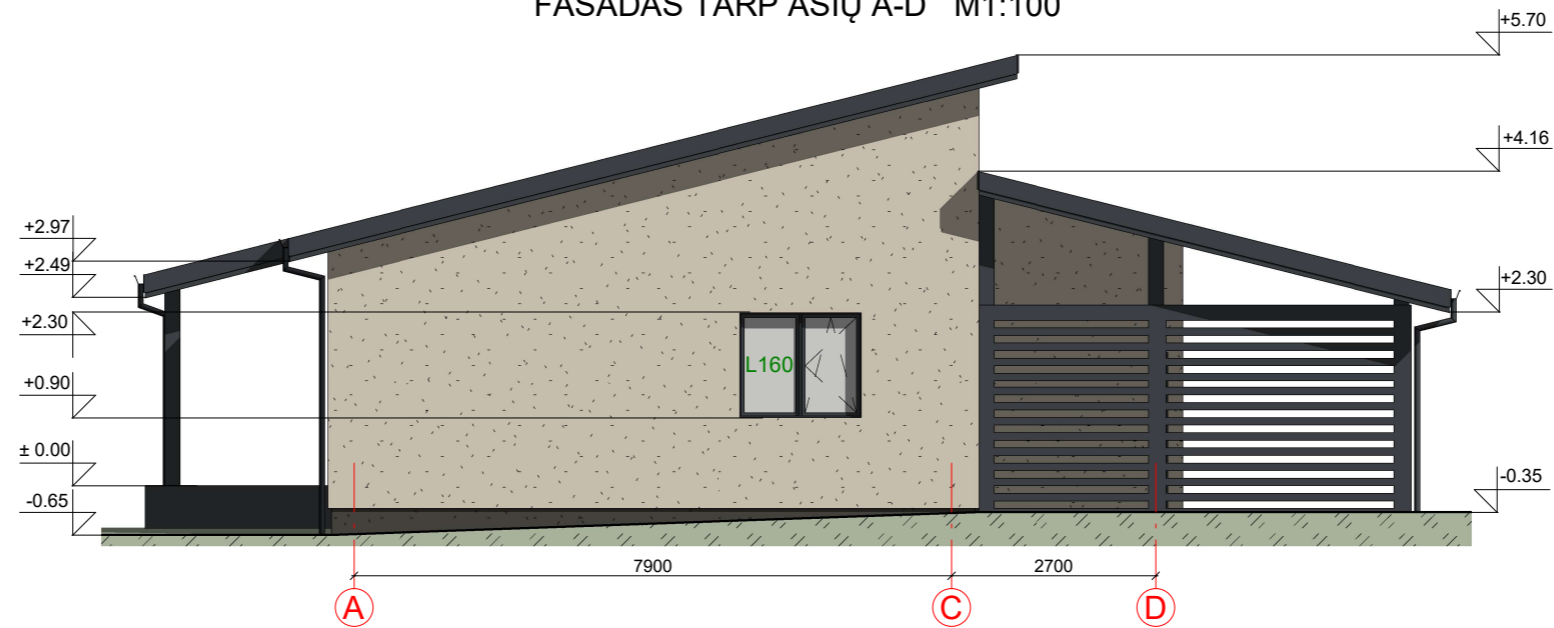 FASADAS TARP ASIŲ A-D M1:100
+5.70
+4.16
+2.97
+2.49
+2.30
+2.30
L160
+0.90
± 0.00
-0.35
-0.65
7900
2700
A
C
D